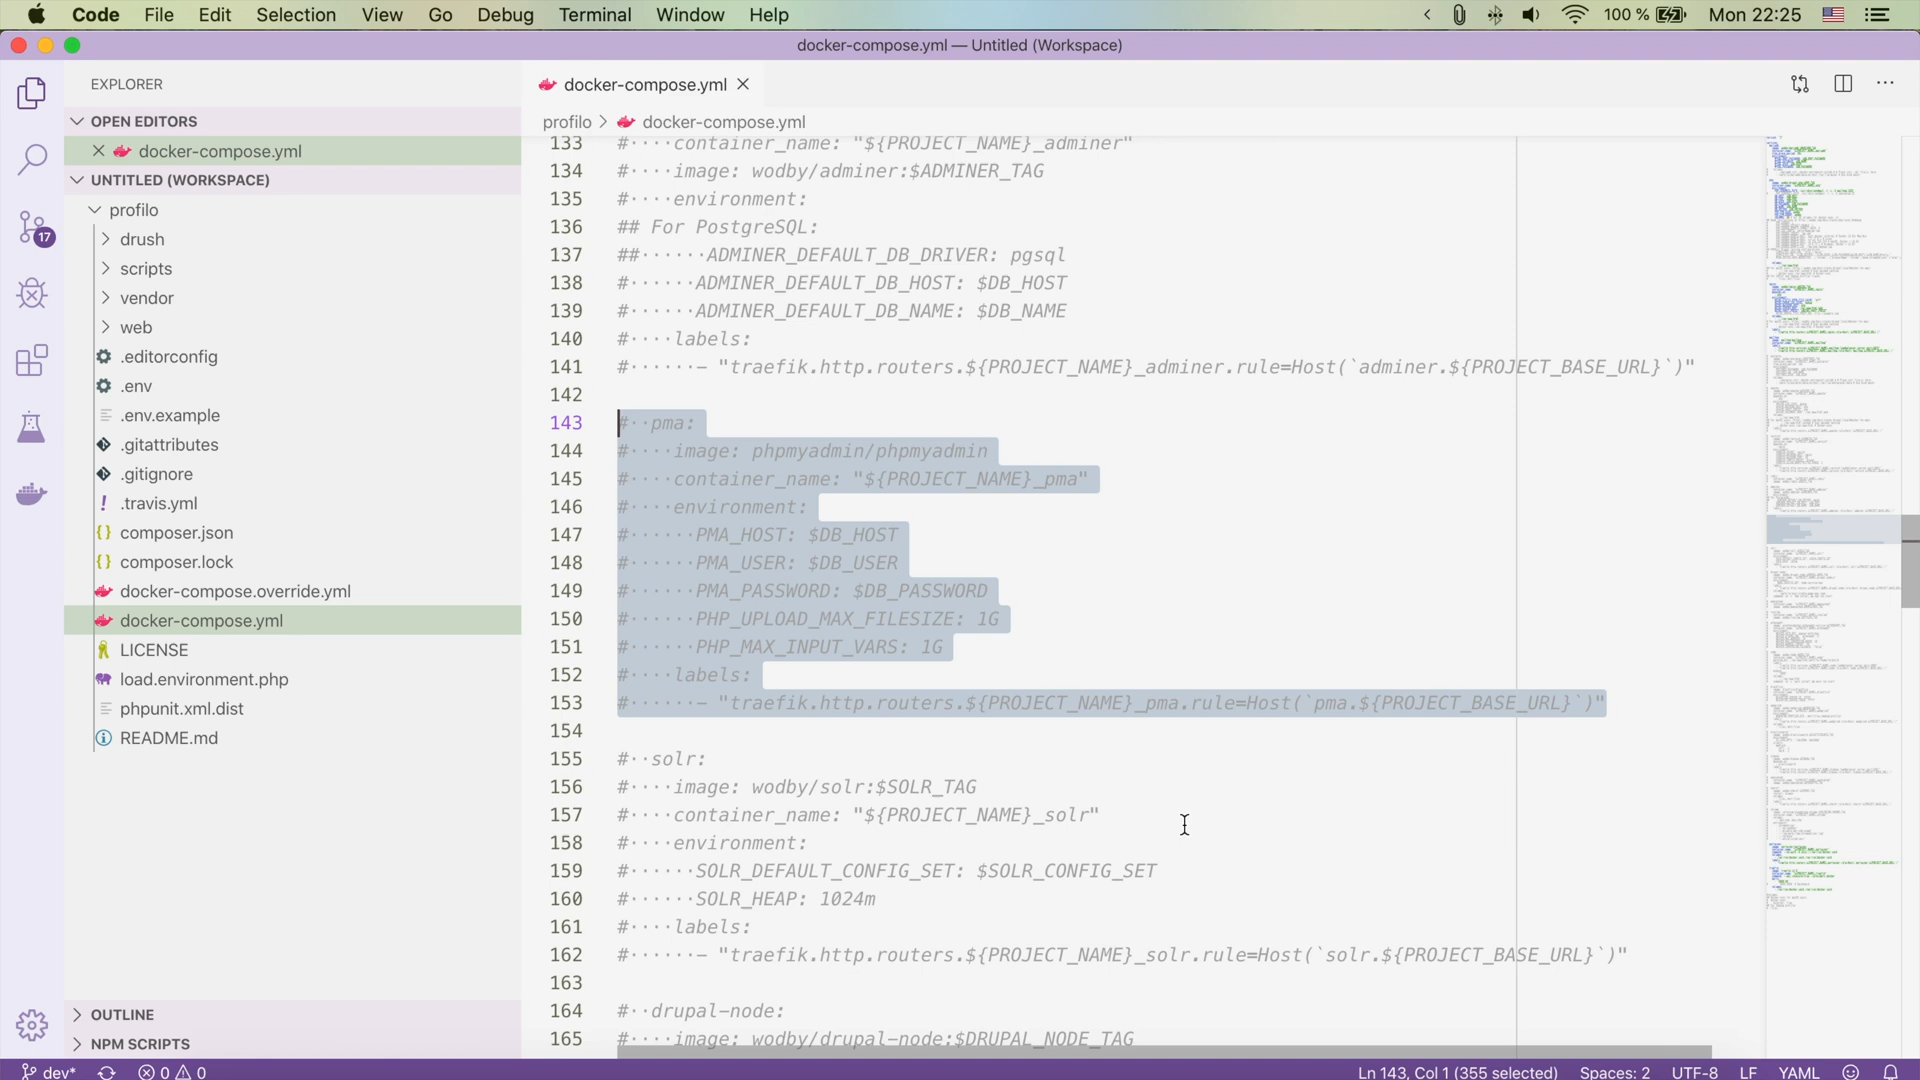 Code File Edit Selection View Go Debug Terminal Window Help 100 % Mon 22:25
docker-compose.yml — Untitled (Workspace)
EXPLORER
OPEN EDITORS
docker-compose.yml
UNTITLED (WORKSPACE)
profilo
drush
scripts
vendor
web
.editorconfig
.env
.env.example
.gitattributes
.gitignore
.travis.yml
composer.json
composer.lock
docker-compose.override.yml
docker-compose.yml
LICENSE
load.environment.php
phpunit.xml.dist
README.md
OUTLINE
NPM SCRIPTS
17
docker-compose.yml
profilo > docker-compose.yml
133 #····container_name: "${PROJECT_NAME}_adminer"
134 #····image: wodby/adminer:$ADMINER_TAG
135 #····environment:
136 ## For PostgreSQL:
137 ##······ADMINER_DEFAULT_DB_DRIVER: pgsql
138 #······ADMINER_DEFAULT_DB_HOST: $DB_HOST
139 #······ADMINER_DEFAULT_DB_NAME: $DB_NAME
140 #····labels:
141 #······- "traefik.http.routers.${PROJECT_NAME}_adminer.rule=Host(`adminer.${PROJECT_BASE_URL}`)"
142
143 #··pma:
144 #····image: phpmyadmin/phpmyadmin
145 #····container_name: "${PROJECT_NAME}_pma"
146 #····environment:
147 #······PMA_HOST: $DB_HOST
148 #······PMA_USER: $DB_USER
149 #······PMA_PASSWORD: $DB_PASSWORD
150 #······PHP_UPLOAD_MAX_FILESIZE: 1G
151 #······PHP_MAX_INPUT_VARS: 1G
152 #····labels:
153 #······- "traefik.http.routers.${PROJECT_NAME}_pma.rule=Host(`pma.${PROJECT_BASE_URL}`)"
154
155 #··solr:
156 #····image: wodby/solr:$SOLR_TAG
157 #····container_name: "${PROJECT_NAME}_solr"
158 #····environment:
159 #······SOLR_DEFAULT_CONFIG_SET: $SOLR_CONFIG_SET
160 #······SOLR_HEAP: 1024m
161 #····labels:
162 #······- "traefik.http.routers.${PROJECT_NAME}_solr.rule=Host(`solr.${PROJECT_BASE_URL}`)"
163
164 #··drupal-node:
165 #····image: wodby/drupal-node:$DRUPAL_NODE_TAG
dev* 0 0 Ln 143, Col 1 (355 selected) Spaces: 2 UTF-8 LF YAML